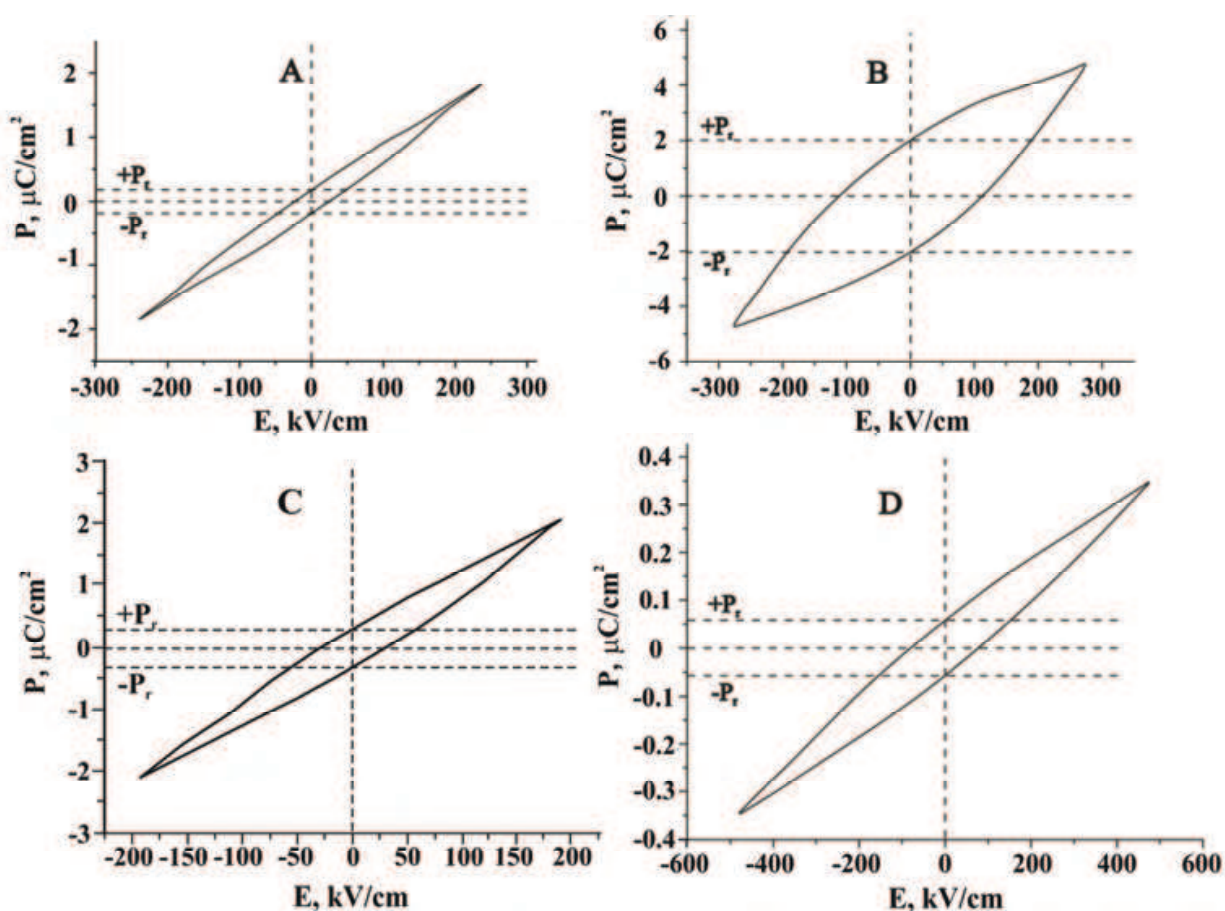 A
P, μC/cm²
2
1
0
-1
-2
+Pᵣ
-Pᵣ
-300 -200 -100 0 100 200 300
E, kV/cm
B
P, μC/cm²
6
4
2
0
-2
-4
-6
+Pᵣ
-Pᵣ
-300 -200 -100 0 100 200 300
E, kV/cm
C
P, μC/cm²
3
2
1
0
-1
-2
-3
+Pᵣ
-Pᵣ
-200 -150 -100 -50 0 50 100 150 200
E, kV/cm
D
P, μC/cm²
0.4
0.3
0.2
0.1
0
-0.1
-0.2
-0.3
-0.4
+Pᵣ
-Pᵣ
-600 -400 -200 0 200 400 600
E, kV/cm